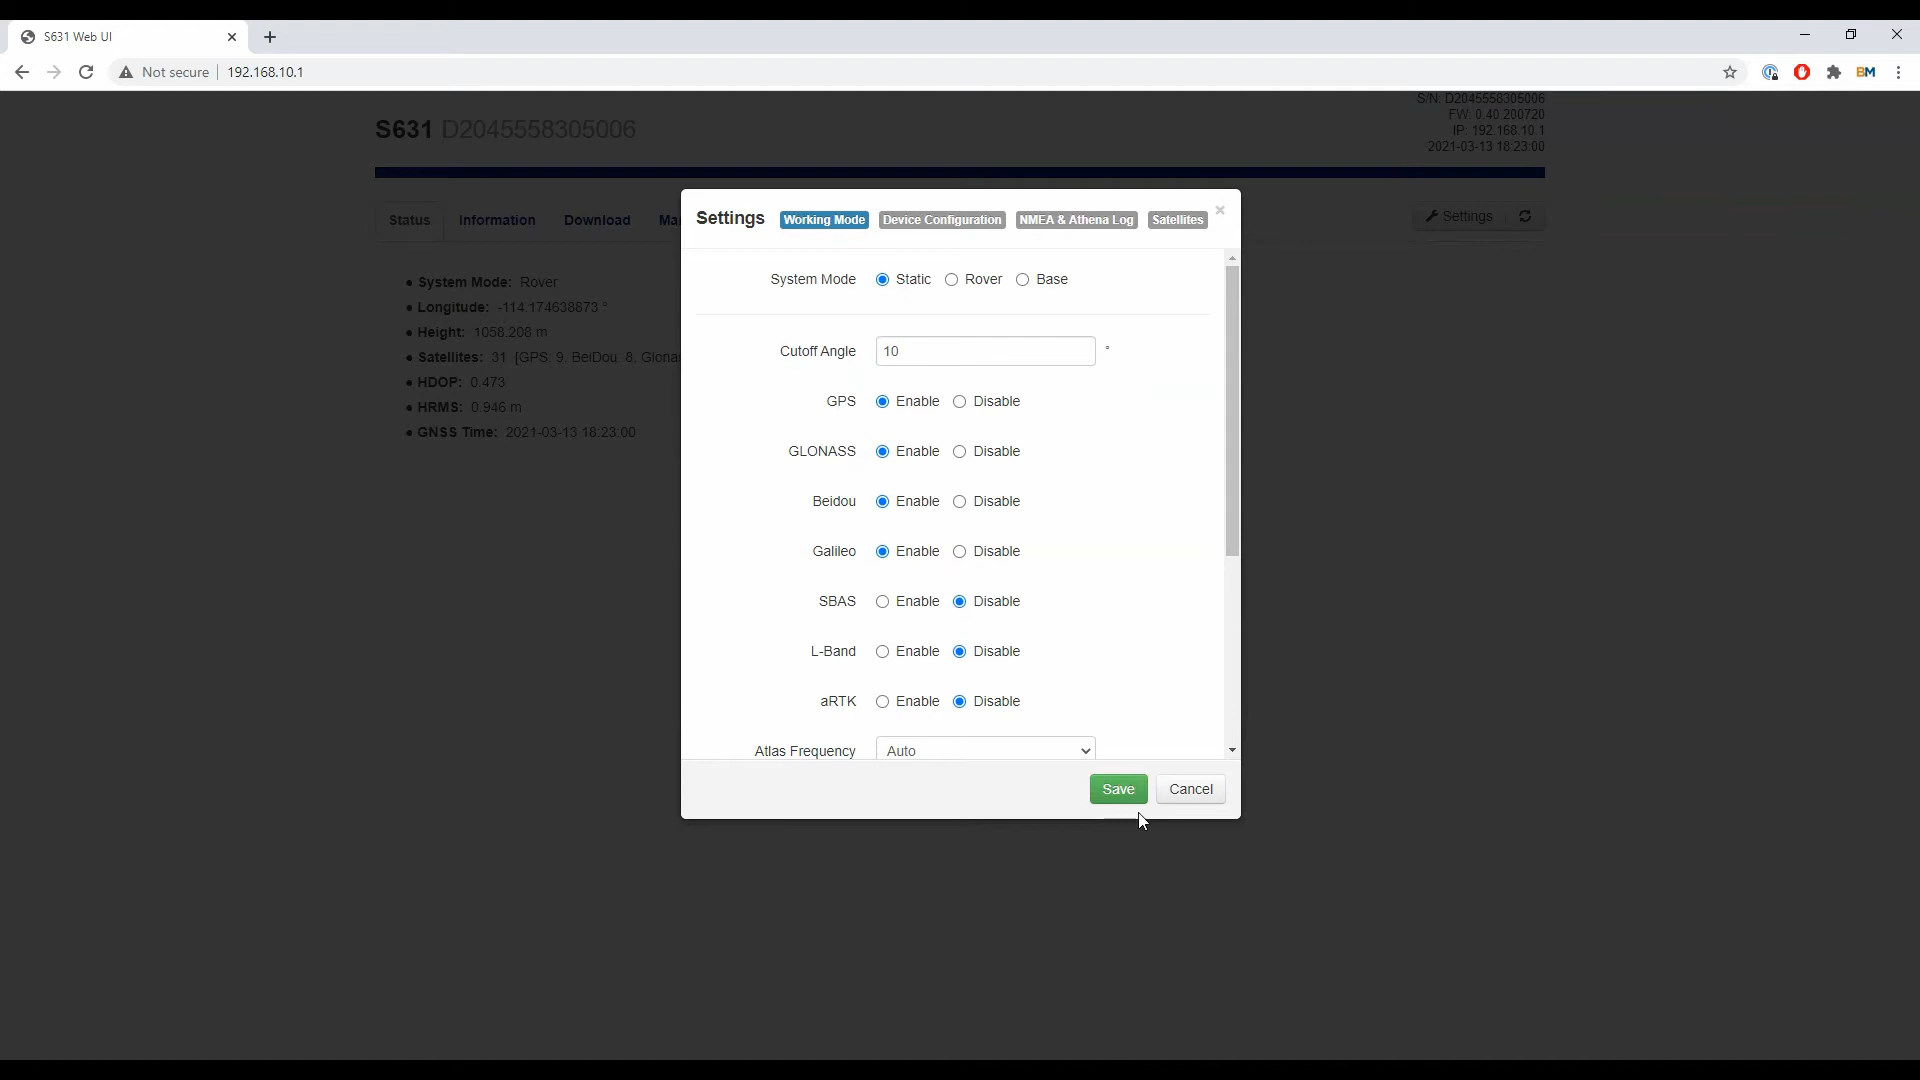 S631 Web UI
Not secure 192.168.10.1
BM
S/N: D2045558305006
FW: 0.40.200720
IP: 192.168.10.1
2021-03-13 18:23:00
S631 D2045558305006
Status Information Download Ma
Settings
System Mode: Rover
Longitude: -114.174638873 °
Height: 1058.208 m
Satellites: 31 [GPS: 9, BeiDou: 8, Glona
HDOP: 0.473
HRMS: 0.946 m
GNSS Time: 2021-03-13 18:23:00
Settings Working Mode Device Configuration NMEA & Athena Log Satellites ×
System Mode Static Rover Base
Cutoff Angle 10 °
GPS Enable Disable
GLONASS Enable Disable
Beidou Enable Disable
Galileo Enable Disable
SBAS Enable Disable
L-Band Enable Disable
aRTK Enable Disable
Atlas Frequency Auto
Save Cancel